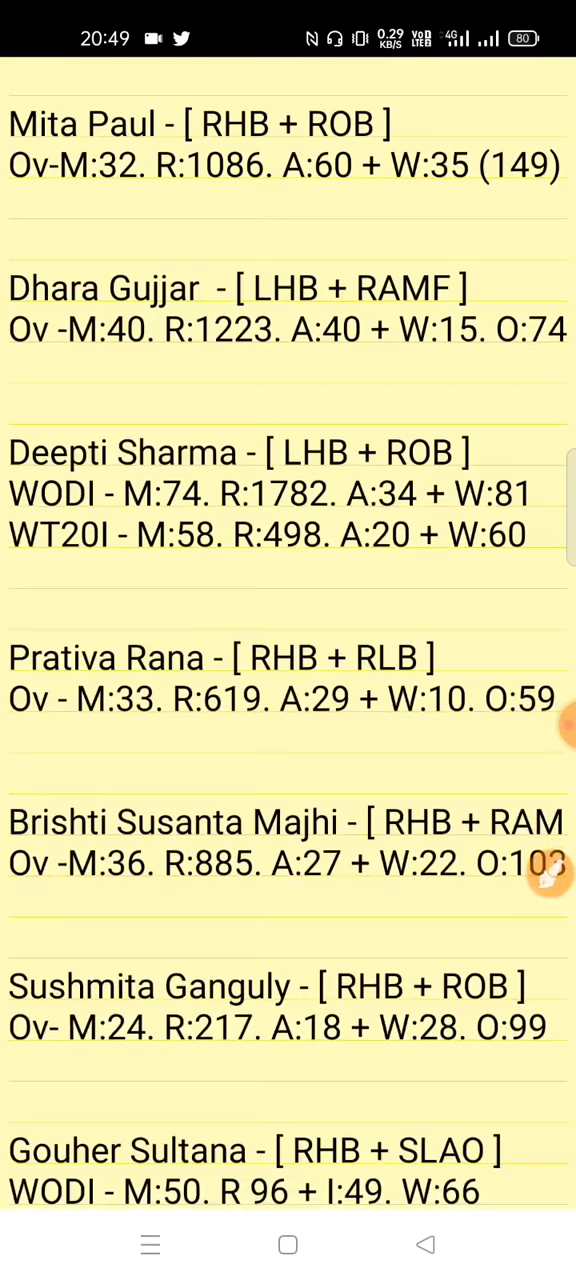 20:49
0.29 KB/S
4G
80
Mita Paul - [ RHB + ROB ]
Ov-M:32. R:1086. A:60 + W:35 (149)
Dhara Gujjar - [ LHB + RAMF ]
Ov -M:40. R:1223. A:40 + W:15. O:74
Deepti Sharma - [ LHB + ROB ]
WODI - M:74. R:1782. A:34 + W:81
WT20I - M:58. R:498. A:20 + W:60
Prativa Rana - [ RHB + RLB ]
Ov - M:33. R:619. A:29 + W:10. O:59
Brishti Susanta Majhi - [ RHB + RAM
Ov -M:36. R:885. A:27 + W:22. O:103
Sushmita Ganguly - [ RHB + ROB ]
Ov- M:24. R:217. A:18 + W:28. O:99
Gouher Sultana - [ RHB + SLAO ]
WODI - M:50. R 96 + I:49. W:66